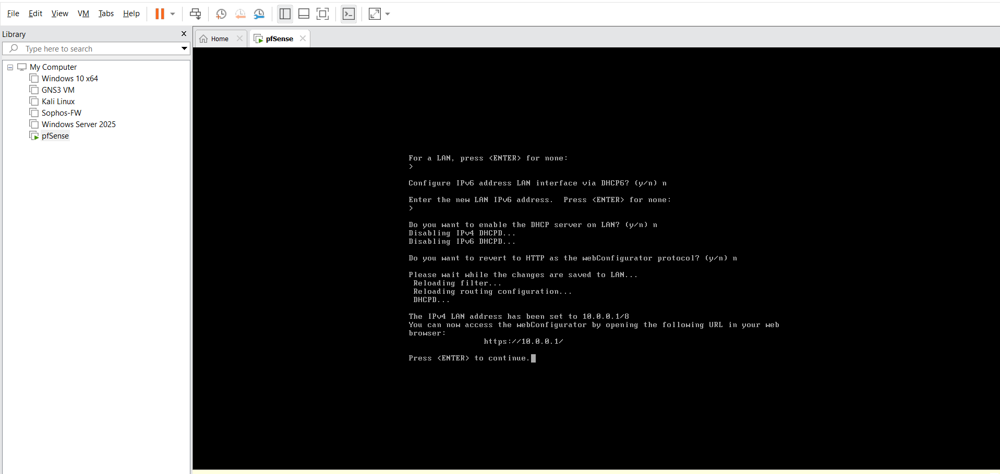 File Edit View VM Tabs Help
Library
Home
pfSense
Type here to search
My Computer
Windows 10 x64
GNS3 VM
Kali Linux
Sophos-FW
Windows Server 2025
pfSense
For a LAN, press <ENTER> for none:
>
Configure IPv6 address LAN interface via DHCP6? (y/n) n
Enter the new LAN IPv6 address.  Press <ENTER> for none:
>
Do you want to enable the DHCP server on LAN? (y/n) n
Disabling IPv4 DHCPD...
Disabling IPv6 DHCPD...
Do you want to revert to HTTP as the webConfigurator protocol? (y/n) n
Please wait while the changes are saved to LAN...
Reloading filter...
Reloading routing configuration...
DHCPD...
The IPv4 LAN address has been set to 10.0.0.1/8
You can now access the webConfigurator by opening the following URL in your web
browser:
https://10.0.0.1/
Press <ENTER> to continue.